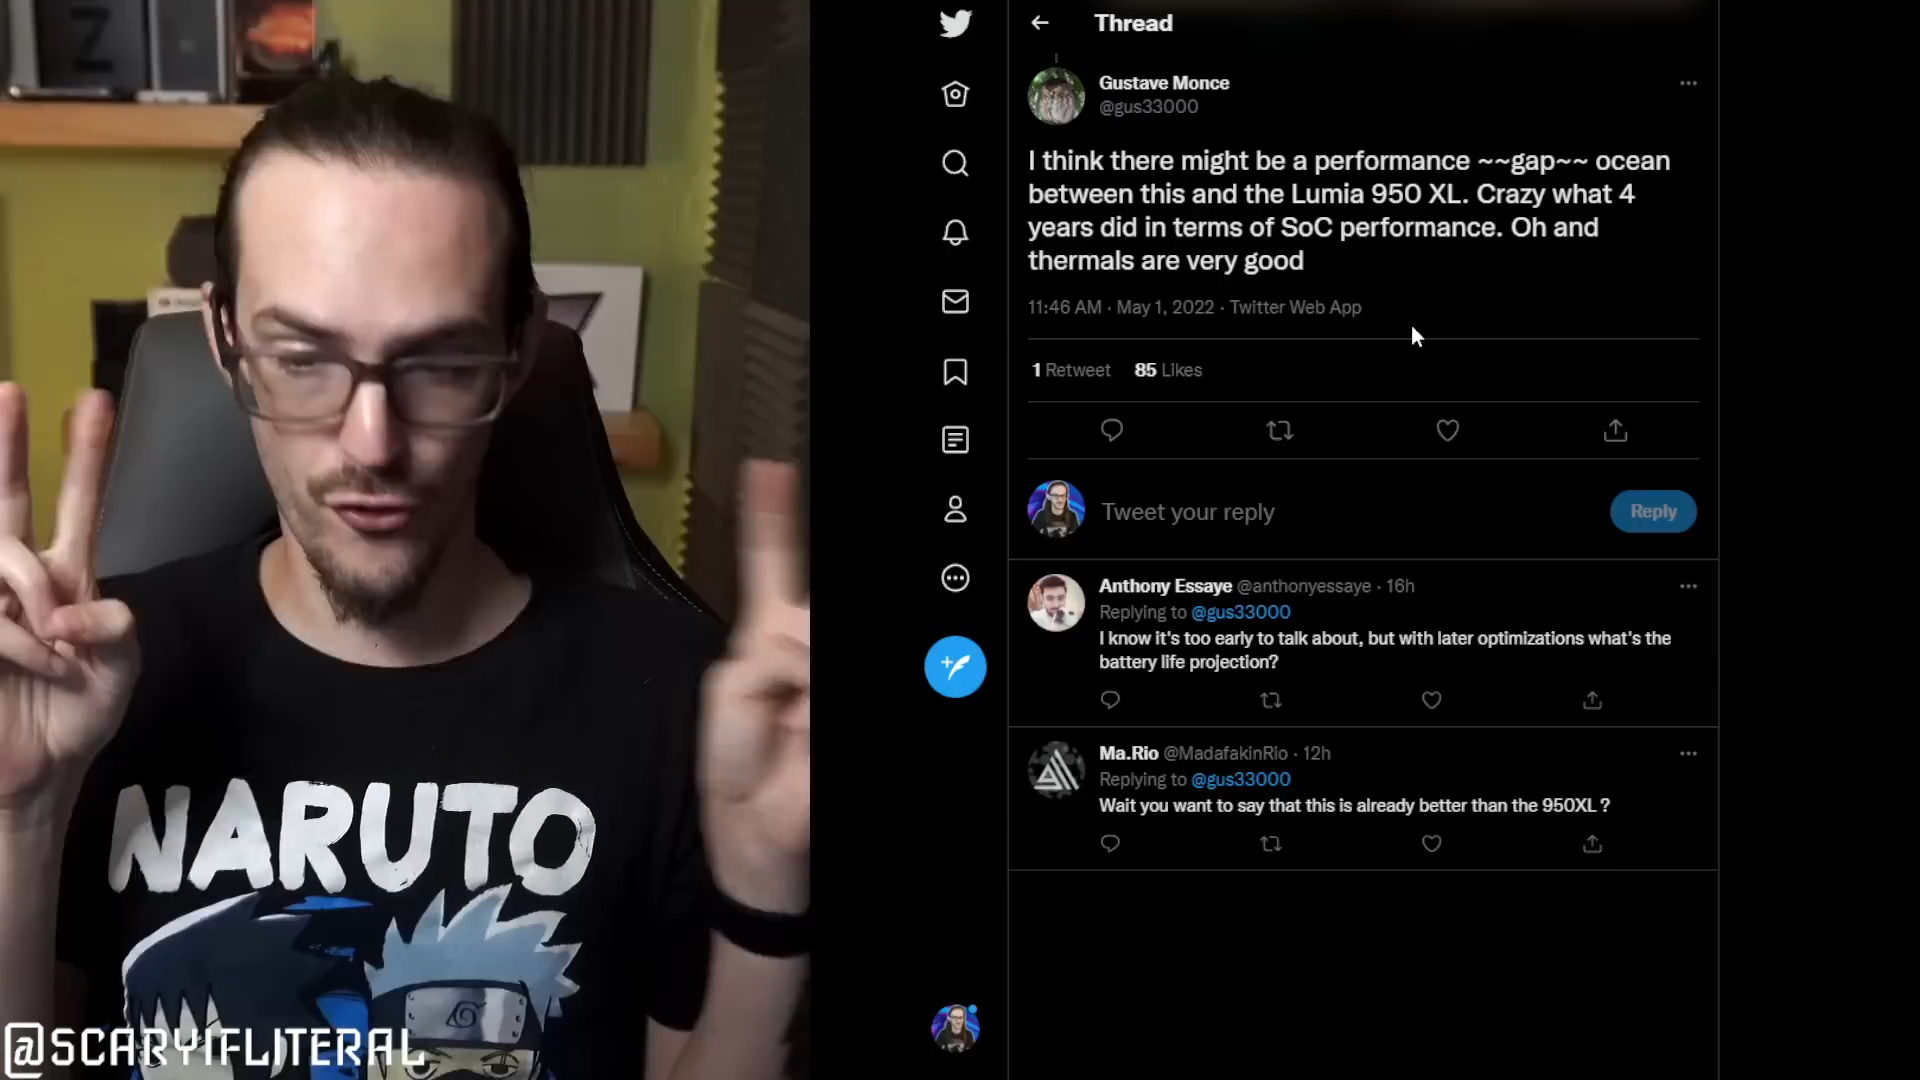 Thread
Gustave Monce
@gus33000
I think there might be a performance ~~gap~~ ocean
between this and the Lumia 950 XL. Crazy what 4
years did in terms of SoC performance. Oh and
thermals are very good
11:46 AM · May 1, 2022 · Twitter Web App
1 Retweet 85 Likes
Tweet your reply
Reply
Anthony Essaye @anthonyessaye · 16h
Replying to @gus33000
I know it's too early to talk about, but with later optimizations what's the
battery life projection?
Ma.Rio @MadafakinRio · 12h
Replying to @gus33000
Wait you want to say that this is already better than the 950XL ?
Z
NARUTO
@SCARYIFLITERAL